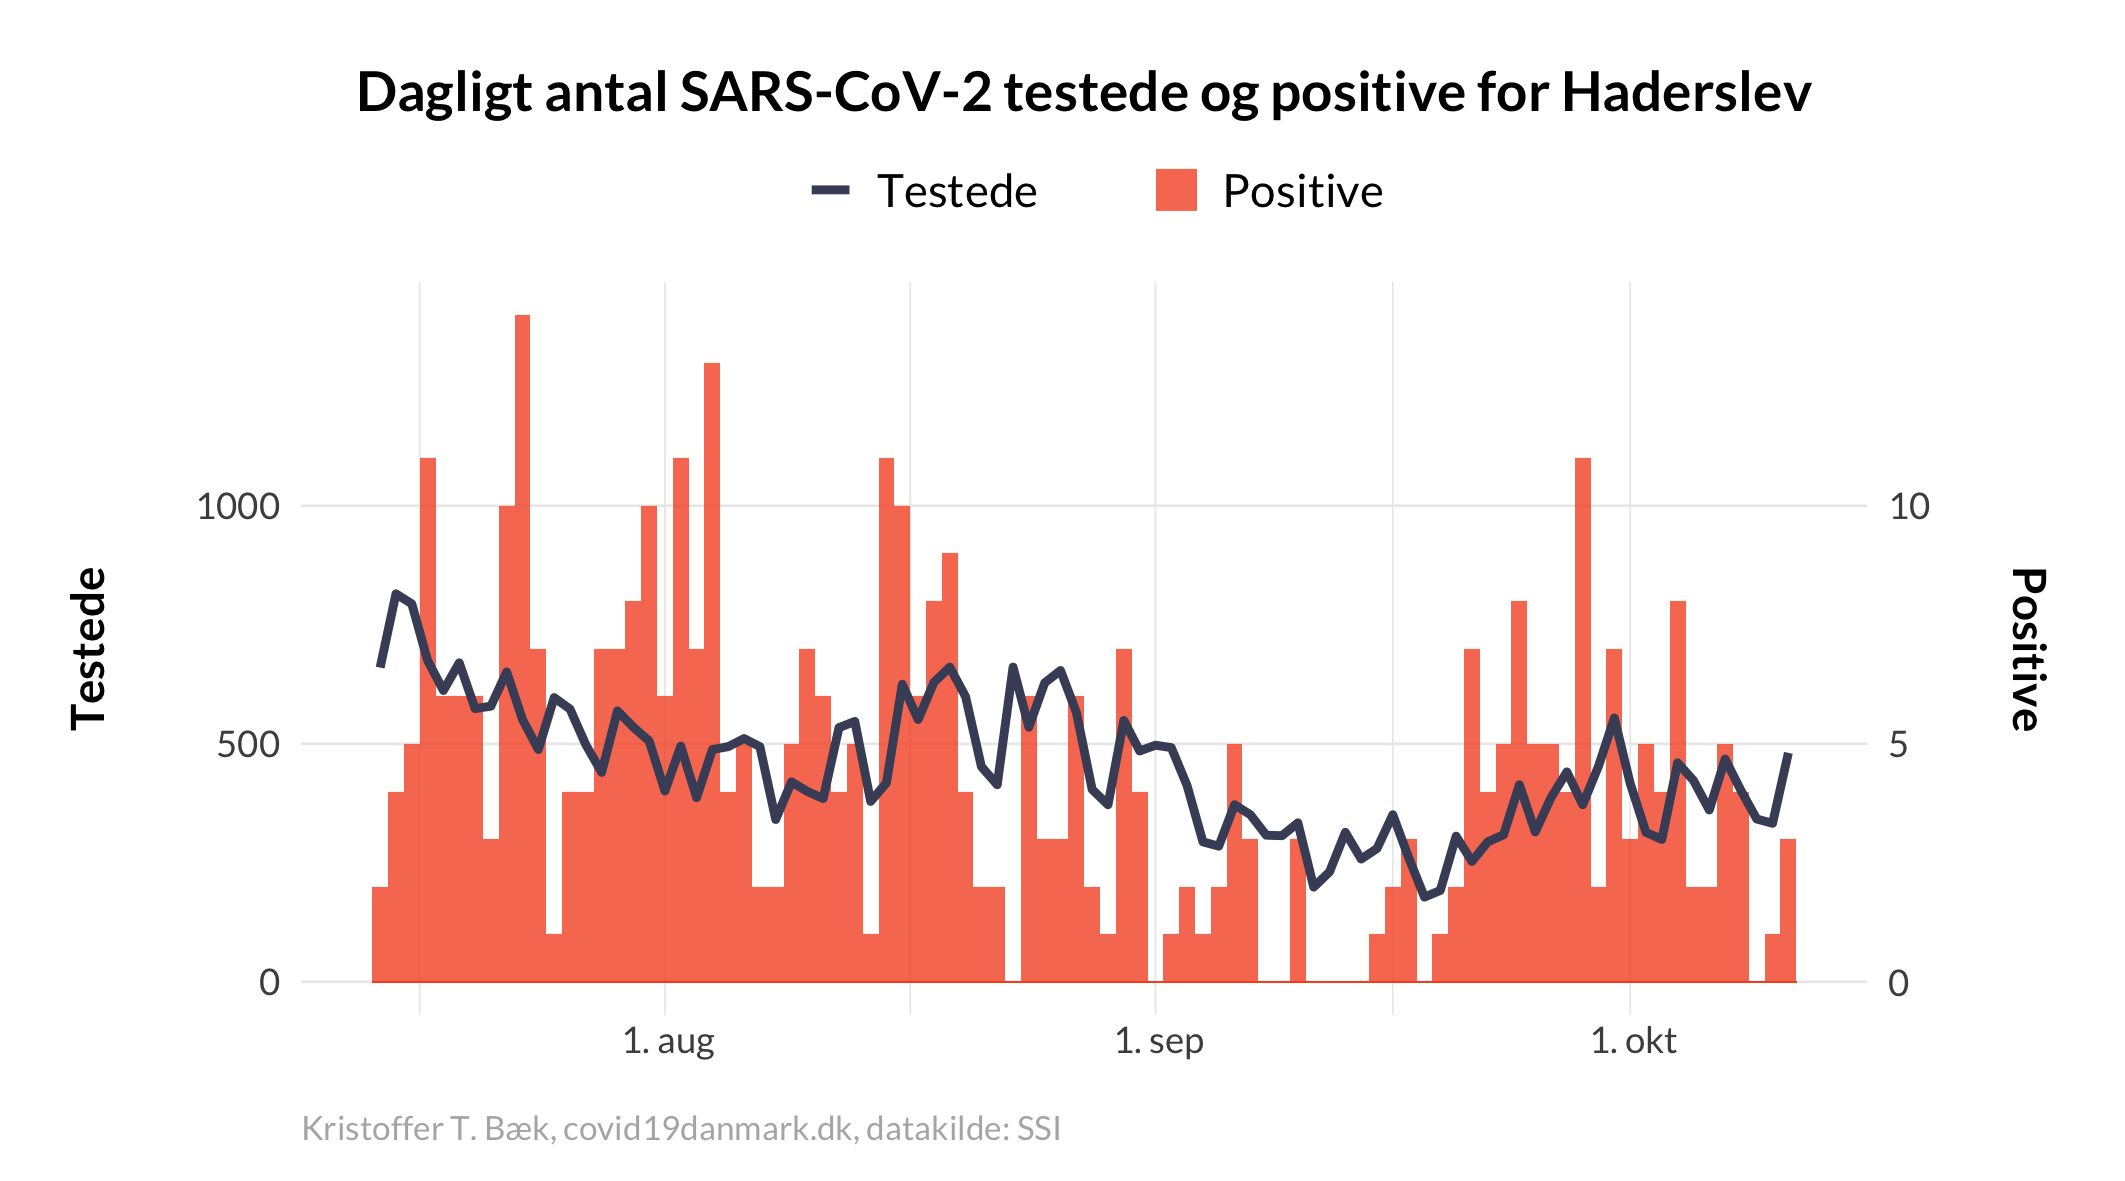 Dagligt antal SARS-CoV-2 testede og positive for Haderslev
Testede
Positive
1000
500
0
Testede
10
5
0
Positive
1. aug
1. sep
1. okt
Kristoffer T. Bæk, covid19danmark.dk, datakilde: SSI